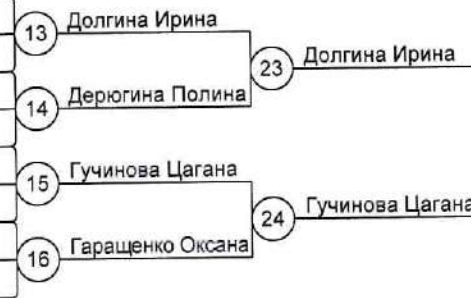 13 Долгина Ирина
23 Долгина Ирина
14 Дерюгина Полина
15 Гучинова Цагана
24 Гучинова Цагана
16 Гаращенко Оксана